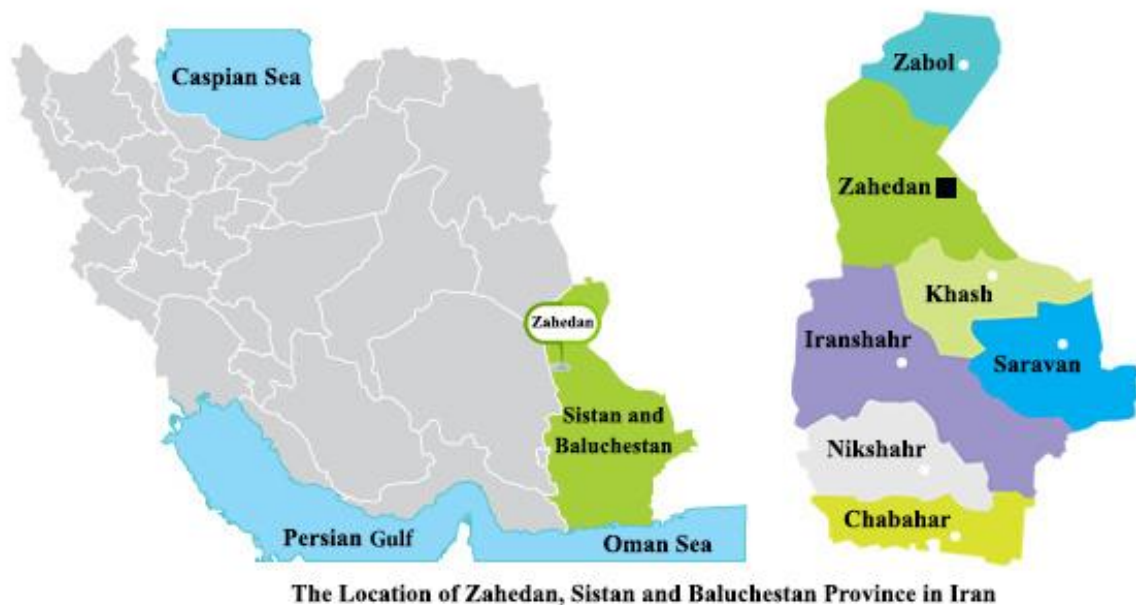 Caspian Sea
Zahedan
Sistan and
Baluchestan
Persian Gulf
Oman Sea
Zabol
Zahedan
Khash
Iranshahr
Saravan
Nikshahr
Chabahar
The Location of Zahedan, Sistan and Baluchestan Province in Iran